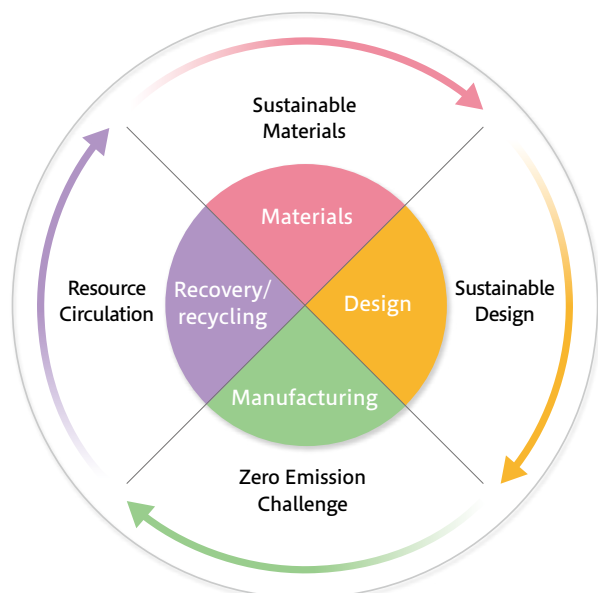 Sustainable
Materials
Materials
Resource
Circulation
Recovery/
recycling
Design
Sustainable
Design
Manufacturing
Zero Emission
Challenge